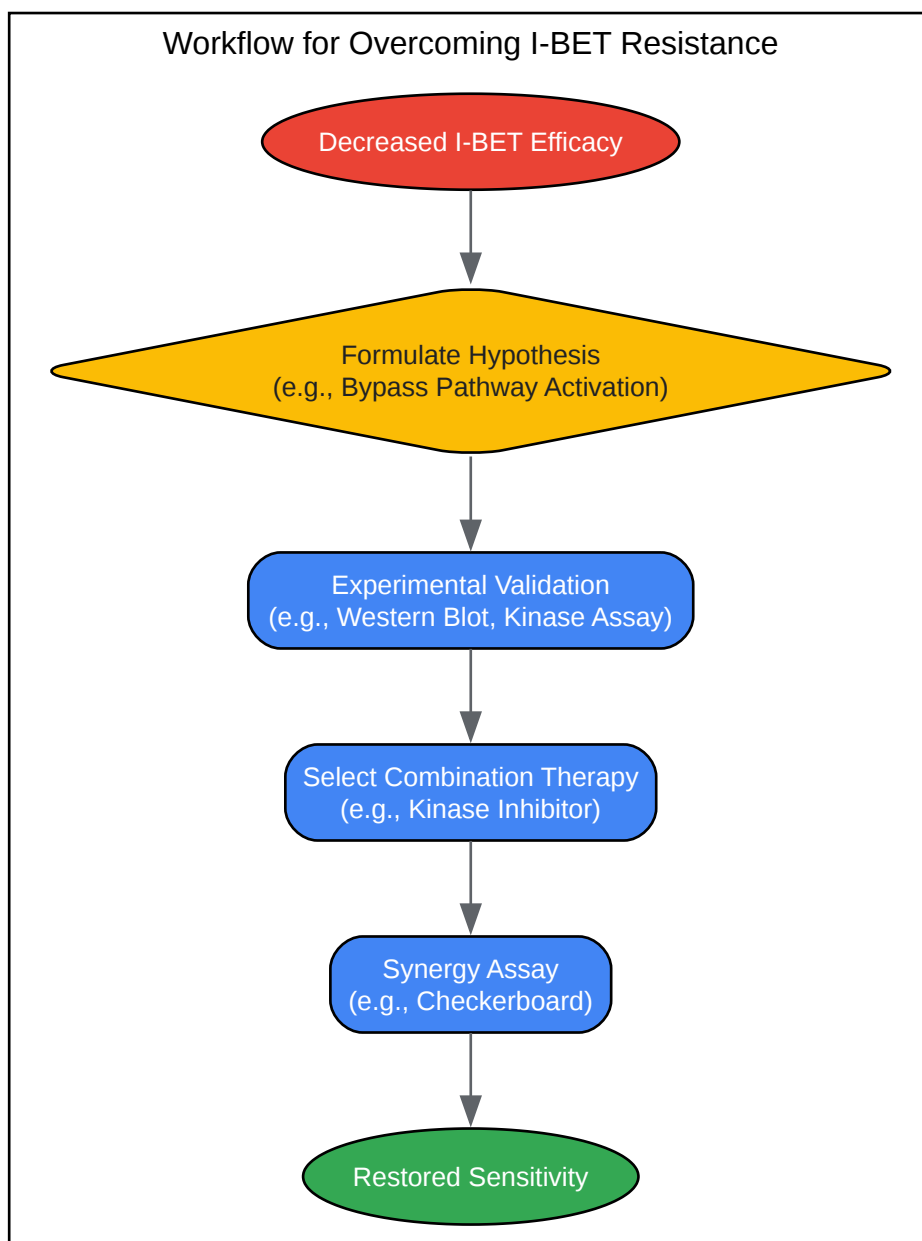 Workflow for Overcoming I-BET Resistance
Decreased I-BET Efficacy
Formulate Hypothesis
(e.g., Bypass Pathway Activation)
Experimental Validation
(e.g., Western Blot, Kinase Assay)
Select Combination Therapy
(e.g., Kinase Inhibitor)
Synergy Assay
(e.g., Checkerboard)
Restored Sensitivity